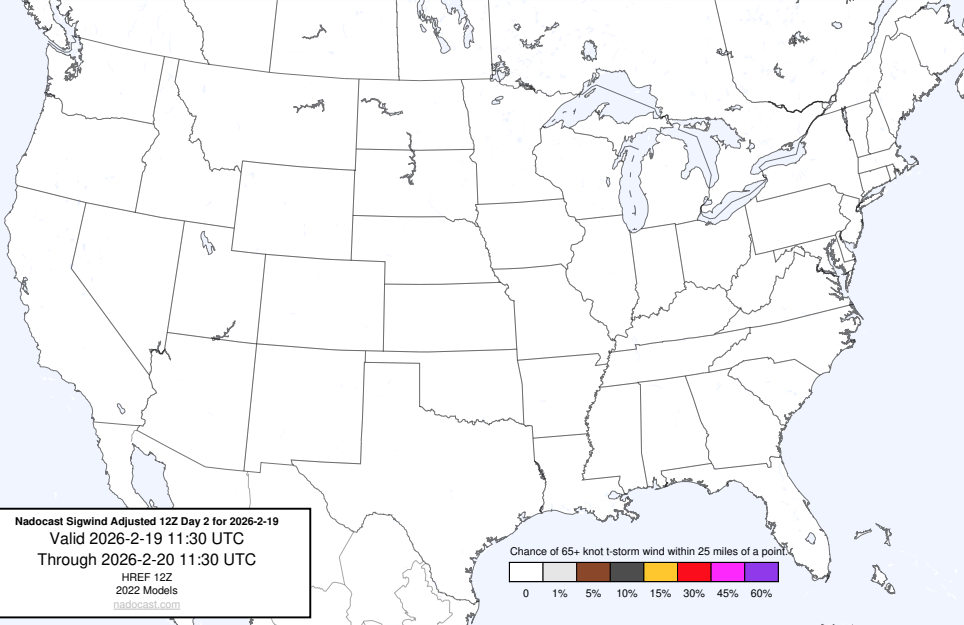 Nadocast Sigwind Adjusted 12Z Day 2 for 2026-2-19
Valid 2026-2-19 11:30 UTC
Through 2026-2-20 11:30 UTC
HREF 12Z
2022 Models
nadocast.com
Chance of 65+ knot t-storm wind within 25 miles of a point.
0 1% 5% 10% 15% 30% 45% 60%